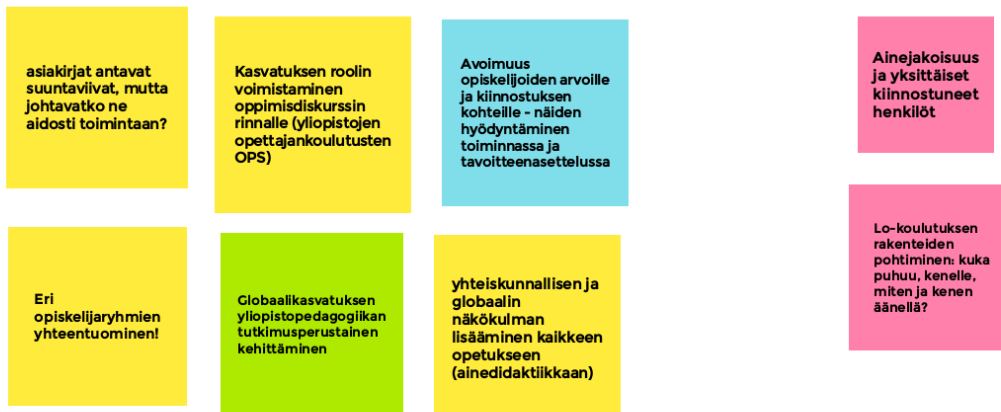 asiakirjat antavat
suuntaviivat, mutta
johtavatko ne
aidosti toimintaan?
Kasvatuksen roolin
voimistaminen
oppimisdiskurssin
rinnalle (yliopistojen
opettajankoulutusten
OPS)
Avoimuus
opiskelijoiden arvoille
ja kiinnostuksen
kohteille - näiden
hyödyntäminen
toiminnassa ja
tavoitteenasettelussa
Ainejakoisuus
ja yksittäiset
kiinnostuneet
henkilöt
Eri
opiskelijaryhmien
yhteentuominen!
Globaalikasvatuksen
yliopistopedagogiikan
tutkimusperustainen
kehittäminen
yhteiskunnallisen ja
globaalin
näkökulman
lisääminen kaikkeen
opetukseen
(ainedidaktiikkaan)
Lo-koulutuksen
rakenteiden
pohtiminen: kuka
puhuu, kenelle,
miten ja kenen
äänellä?